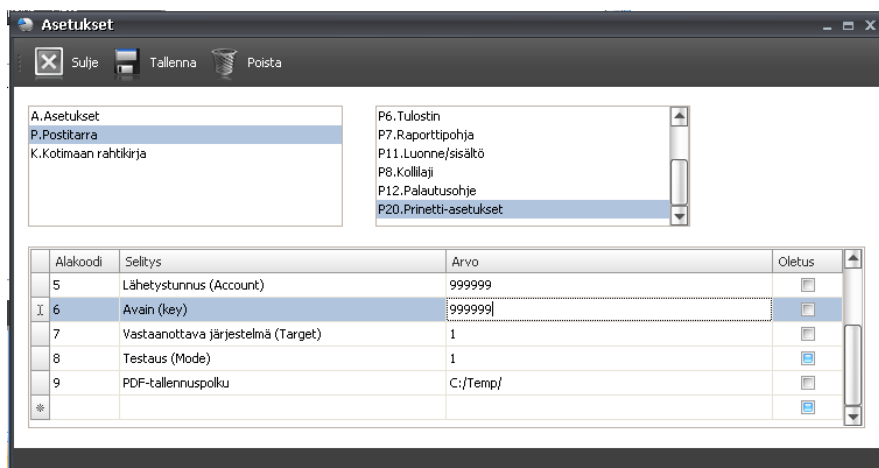 Asetukset
Sulje Tallenna Poista
A.Asetukset
P.Postitarra
K.Kotimaan rahtikirja
P6.Tulostin
P7.Raporttipohja
P11.Luonne/sisältö
P8.Kollilaji
P12.Palautusohje
P20.Prinetti-asetukset
Alakoodi Selitys Arvo Oletus
5 Lähetystunnus (Account) 999999
6 Avain (key) 999999
7 Vastaanottava järjestelmä (Target) 1
8 Testaus (Mode) 1
9 PDF-tallennuspolku C:/Temp/